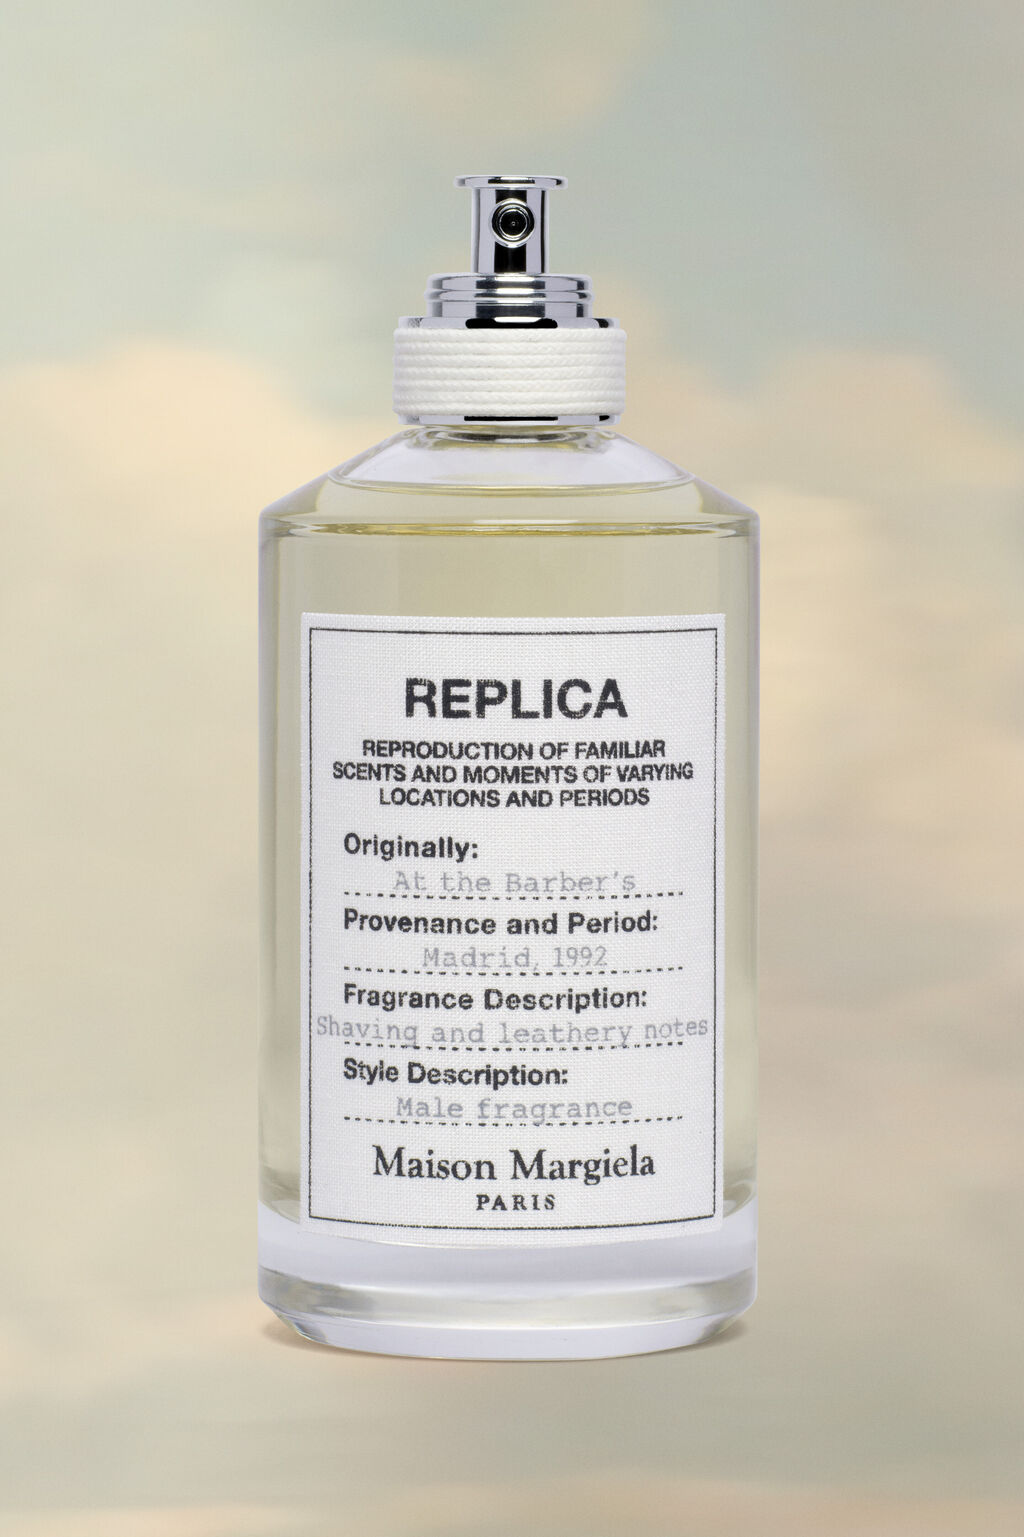 REPLICA
REPRODUCTION OF FAMILIAR
SCENTS AND MOMENTS OF VARYING
LOCATIONS AND PERIODS
Originally:
At the Barber's
Provenance and Period:
Madrid, 1992
Fragrance Description:
Shaving and leathery notes
Style Description:
Male fragrance
Maison Margiela
PARIS